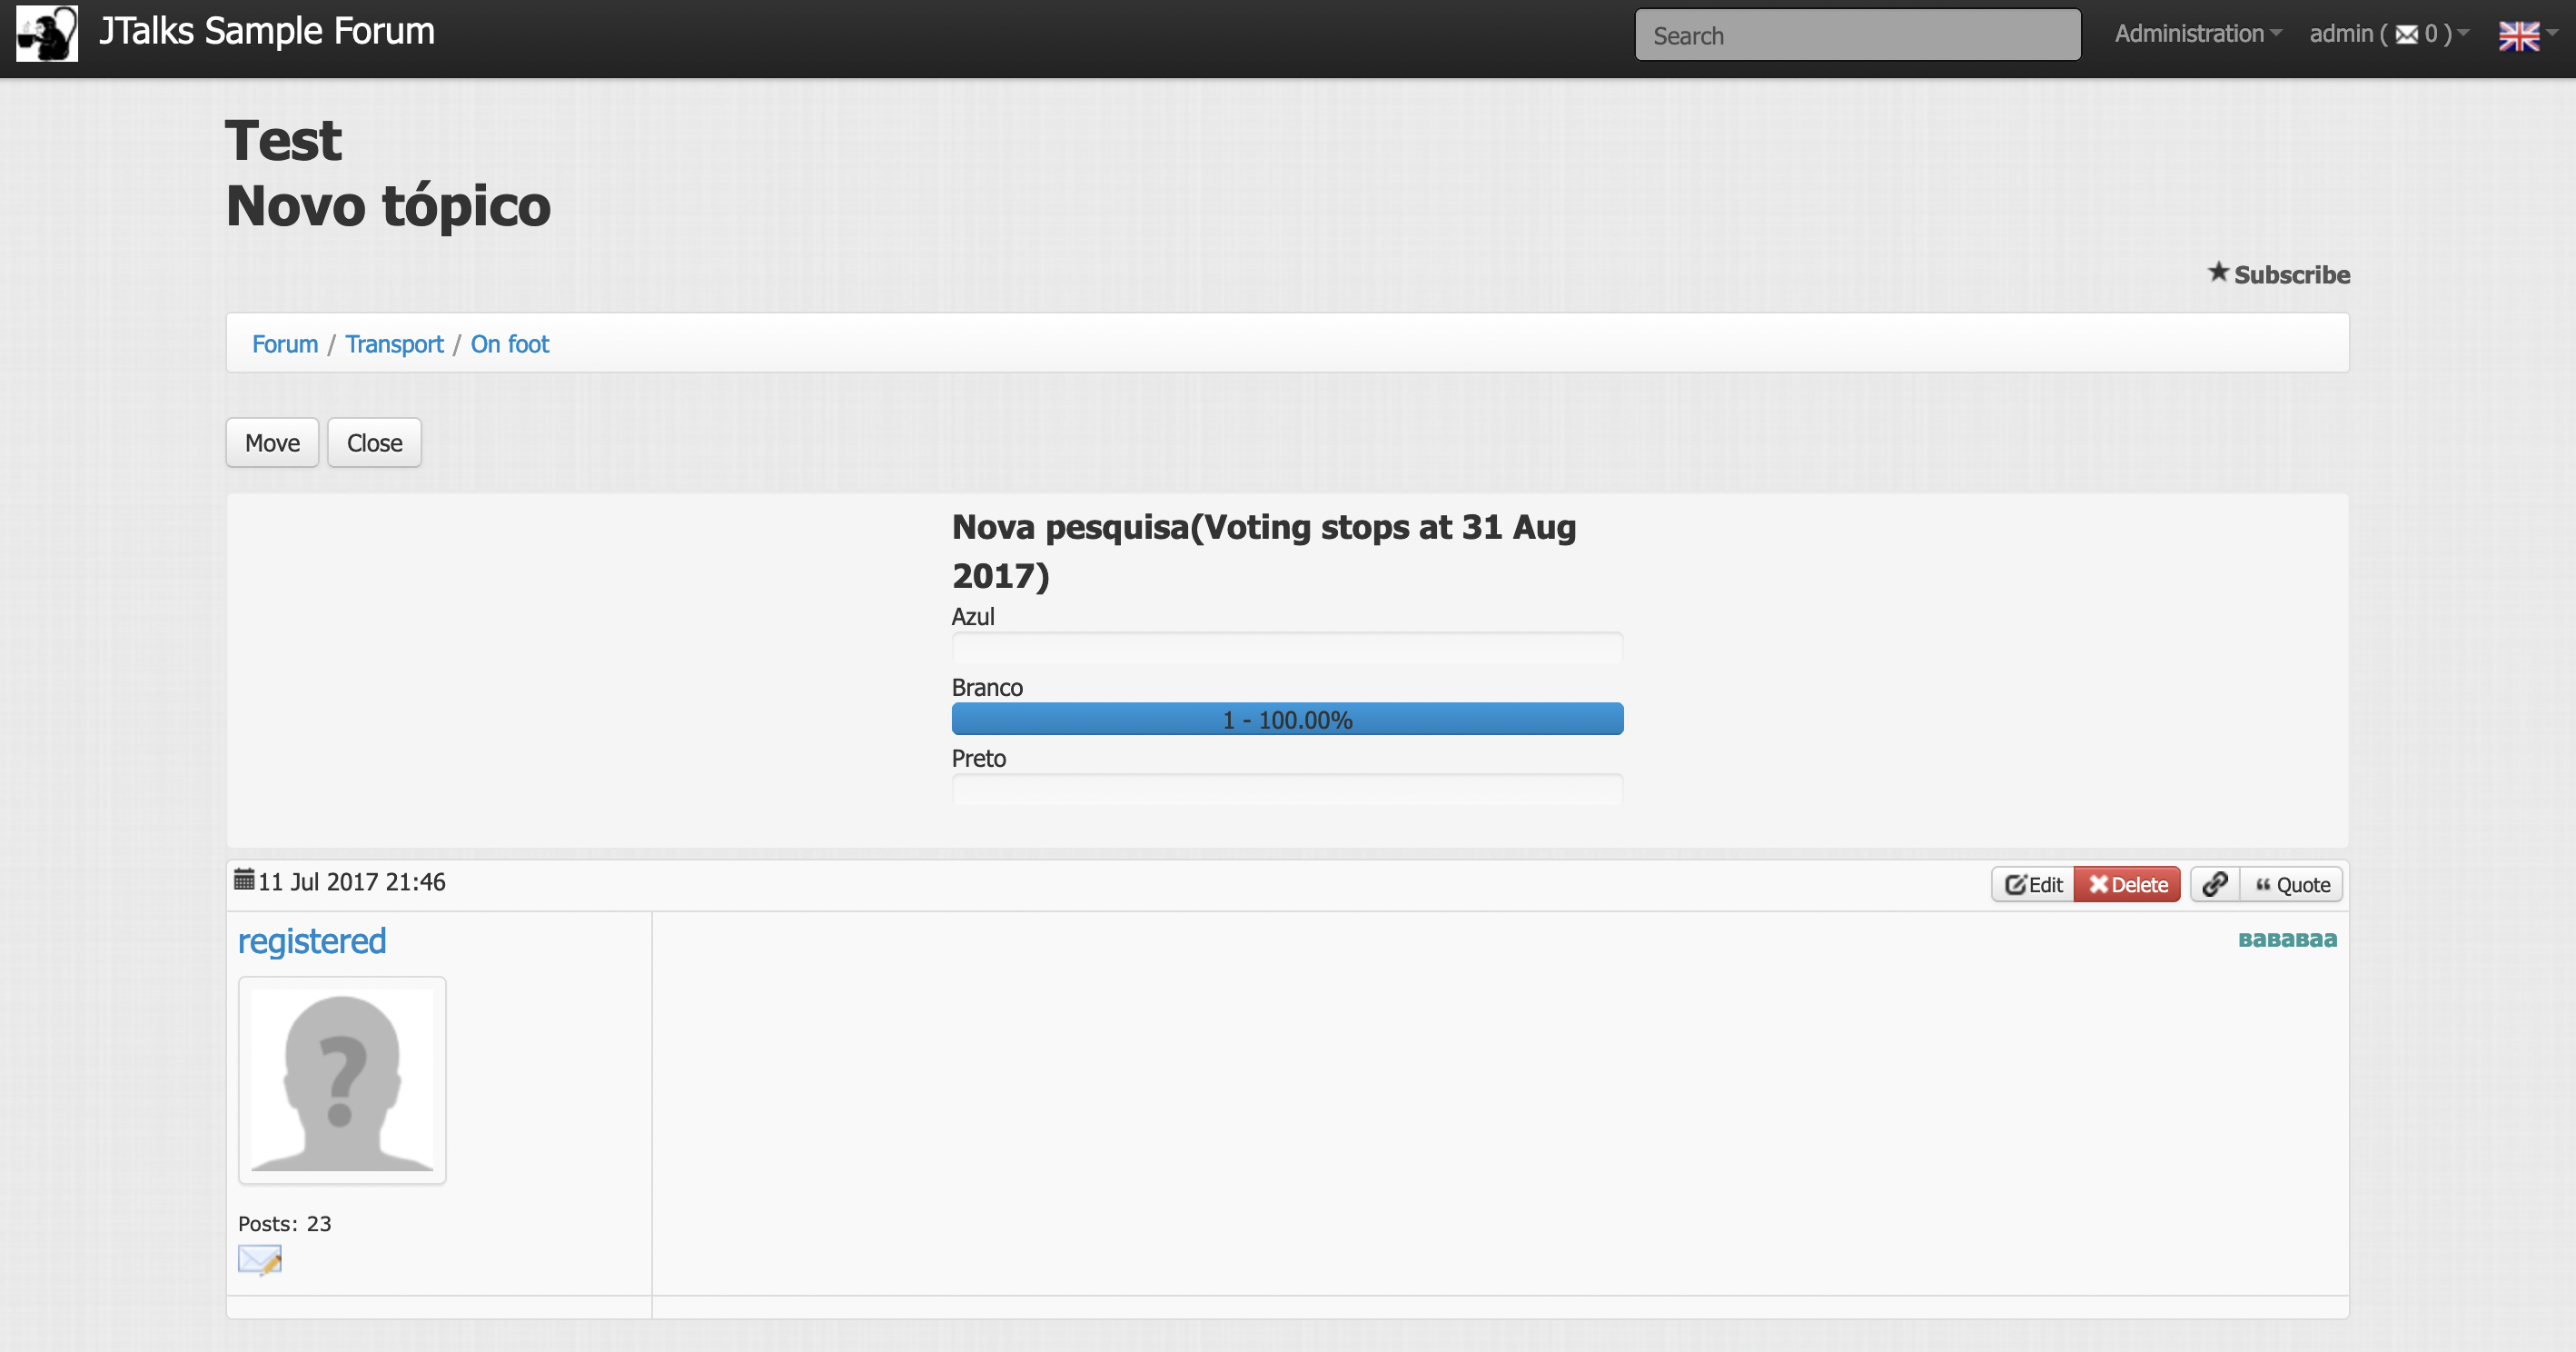 JTalks Sample Forum
Search
Administration
admin ( 0 )
Test
Novo tópico
Subscribe
Forum / Transport / On foot
Move
Close
Nova pesquisa(Voting stops at 31 Aug
2017)
Azul
Branco
1 - 100.00%
Preto
11 Jul 2017 21:46
Edit
Delete
“ Quote
registered
вававаа
?
Posts: 23